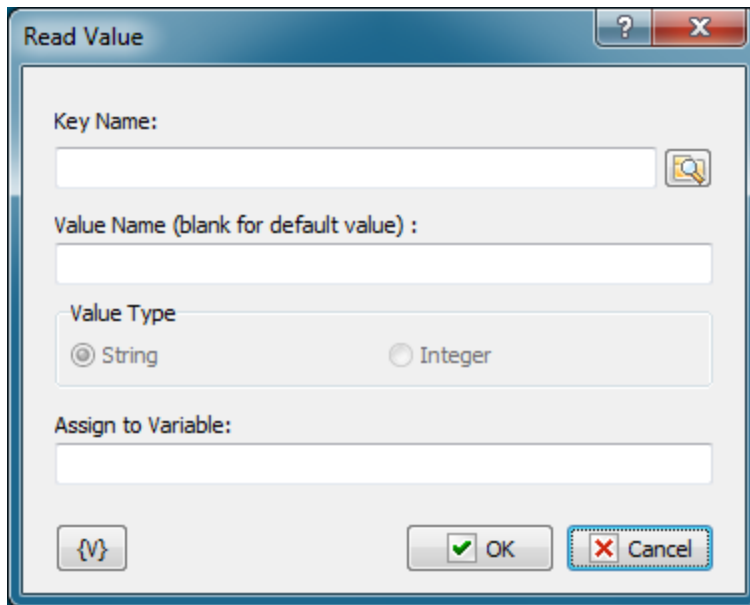 Read Value
?
X
Key Name:
Value Name (blank for default value) :
Value Type
String
Integer
Assign to Variable:
{V}
OK
Cancel